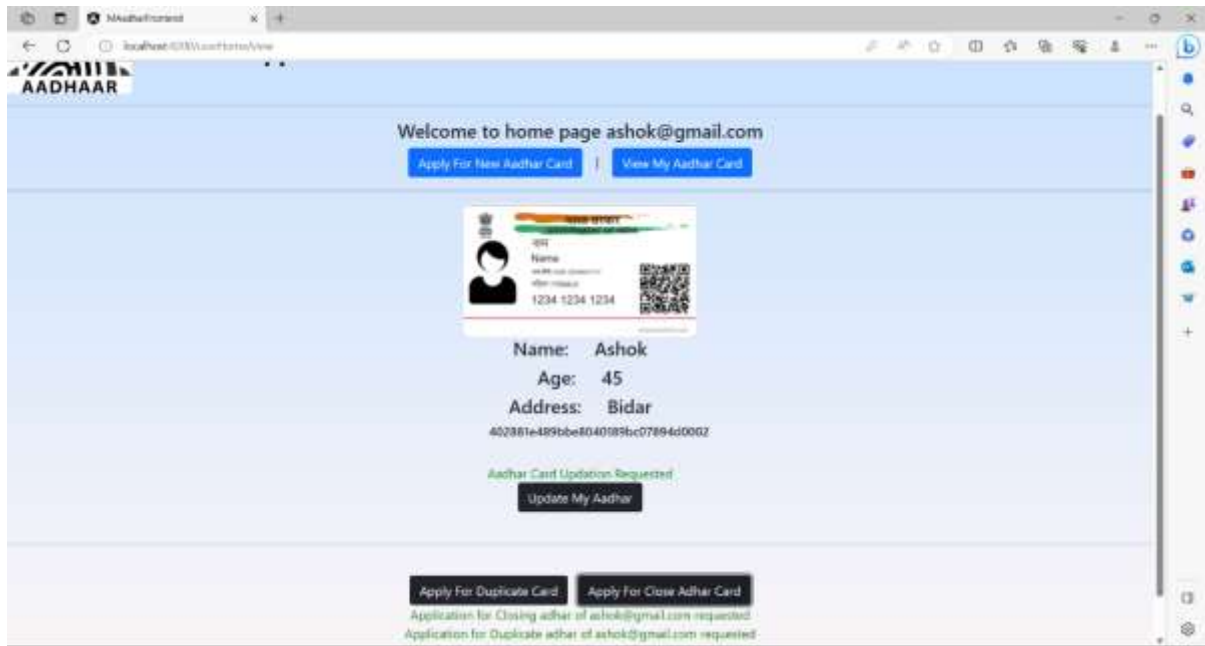 MAadharFrontend
AADHAAR
Welcome to home page ashok@gmail.com
Apply For New Aadhar Card | View My Aadhar Card
Name
1234 1234 1234
Name: Ashok
Age: 45
Address: Bidar
Aadhar Card Updation Requested
Update My Aadhar
Apply For Duplicate Card Apply For Close Adhar Card
Application for Closing adhar of ashok@gmail.com requested
Application for Duplicate adhar of ashok@gmail.com requested